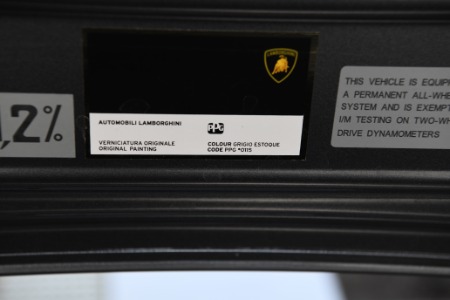 LAMBORGHINI
,2%
AUTOMOBILI LAMBORGHINI
PPG
VERNICIATURA ORIGINALE
ORIGINAL PAINTING
COLOUR GRIGIO ESTOQUE
CODE PPG *0115
THIS VEHICLE IS EQUIP
A PERMANENT ALL-WHE
SYSTEM AND IS EXEMPT
I/M TESTING ON TWO-WH
DRIVE DYNAMOMETERS